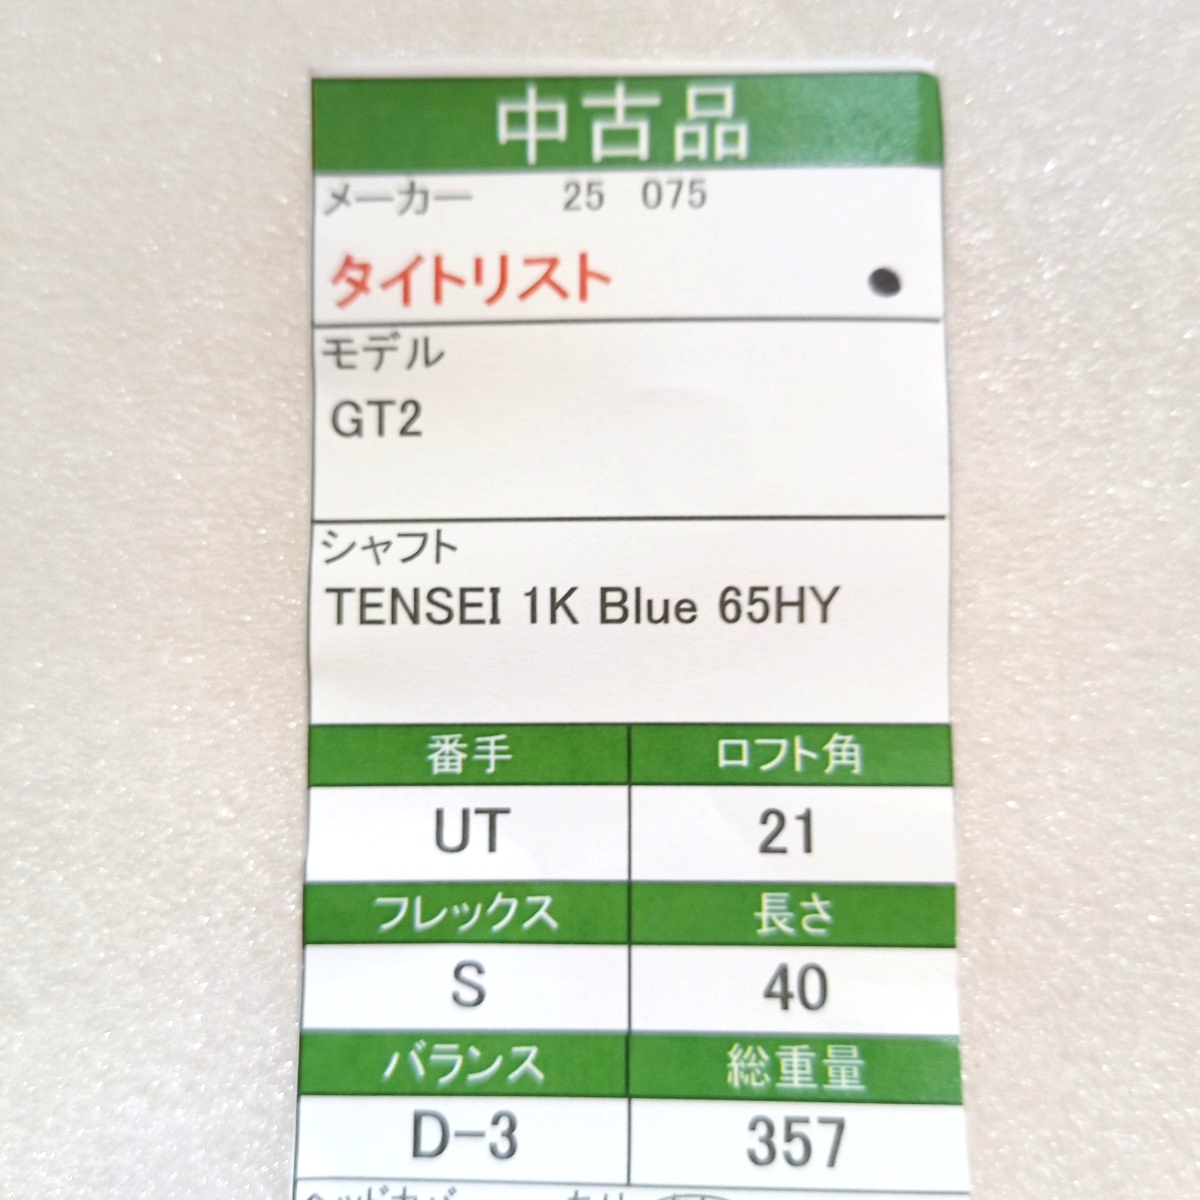 中古品
メーカー 25 075
タイトリスト
モデル
GT2
シャフト
TENSEI 1K Blue 65HY
番手 ロフト角
UT 21
フレックス 長さ
S 40
バランス 総重量
D-3 357